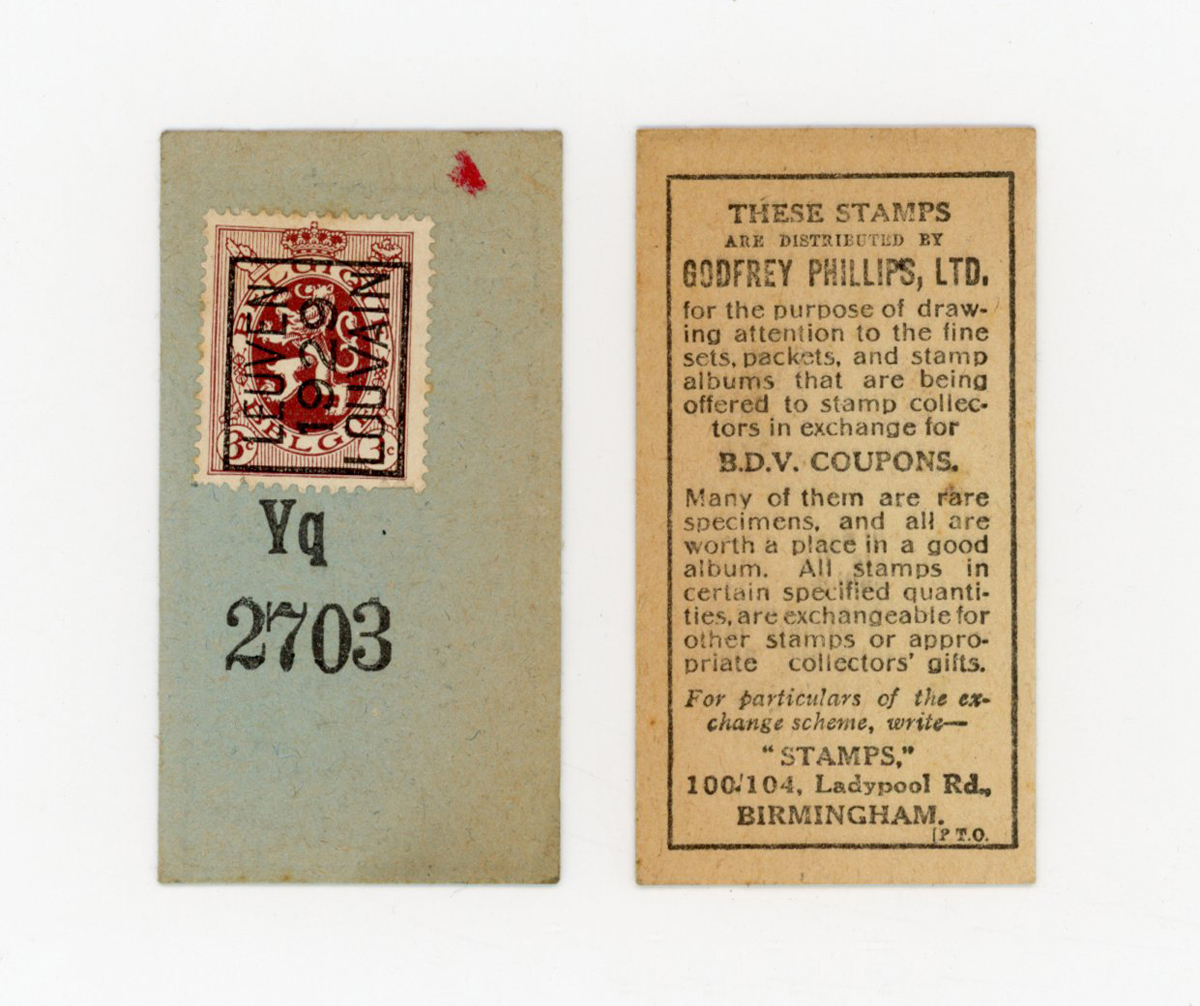 BELGIQUE
LEUVEN
1929
LOUVAIN
BELGIË
3c 3c
Yq
2703
THESE STAMPS
ARE DISTRIBUTED BY
GODFREY PHILLIPS, LTD.
for the purpose of draw-
ing attention to the fine
sets, packets, and stamp
albums that are being
offered to stamp collec-
tors in exchange for
B.D.V. COUPONS.
Many of them are rare
specimens, and all are
worth a place in a good
album. All stamps in
certain specified quanti-
ties, are exchangeable for
other stamps or appro-
priate collectors' gifts.
For particulars of the ex-
change scheme, write—
"STAMPS,"
100/104, Ladypool Rd.,
BIRMINGHAM.
[P.T.O.